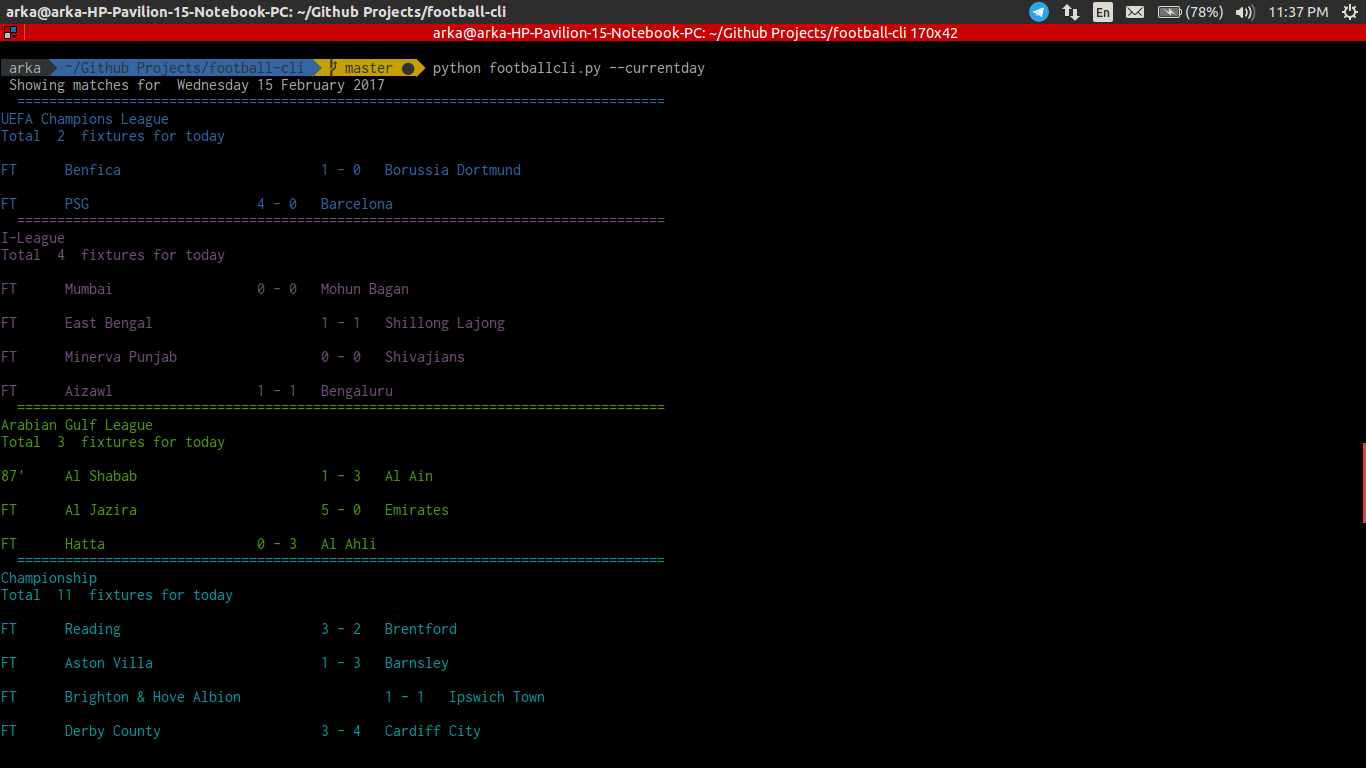 arka@arka-HP-Pavilion-15-Notebook-PC: ~/Github Projects/football-cli En (78%) 11:37 PM
arka@arka-HP-Pavilion-15-Notebook-PC: ~/Github Projects/football-cli 170x42
arka ~/Github Projects/football-cli master ● python footballcli.py --currentday
Showing matches for Wednesday 15 February 2017
=================================================================================
UEFA Champions League
Total 2 fixtures for today
FT Benfica 1 - 0 Borussia Dortmund
FT PSG 4 - 0 Barcelona
=================================================================================
I-League
Total 4 fixtures for today
FT Mumbai 0 - 0 Mohun Bagan
FT East Bengal 1 - 1 Shillong Lajong
FT Minerva Punjab 0 - 0 Shivajians
FT Aizawl 1 - 1 Bengaluru
=================================================================================
Arabian Gulf League
Total 3 fixtures for today
87' Al Shabab 1 - 3 Al Ain
FT Al Jazira 5 - 0 Emirates
FT Hatta 0 - 3 Al Ahli
=================================================================================
Championship
Total 11 fixtures for today
FT Reading 3 - 2 Brentford
FT Aston Villa 1 - 3 Barnsley
FT Brighton & Hove Albion 1 - 1 Ipswich Town
FT Derby County 3 - 4 Cardiff City